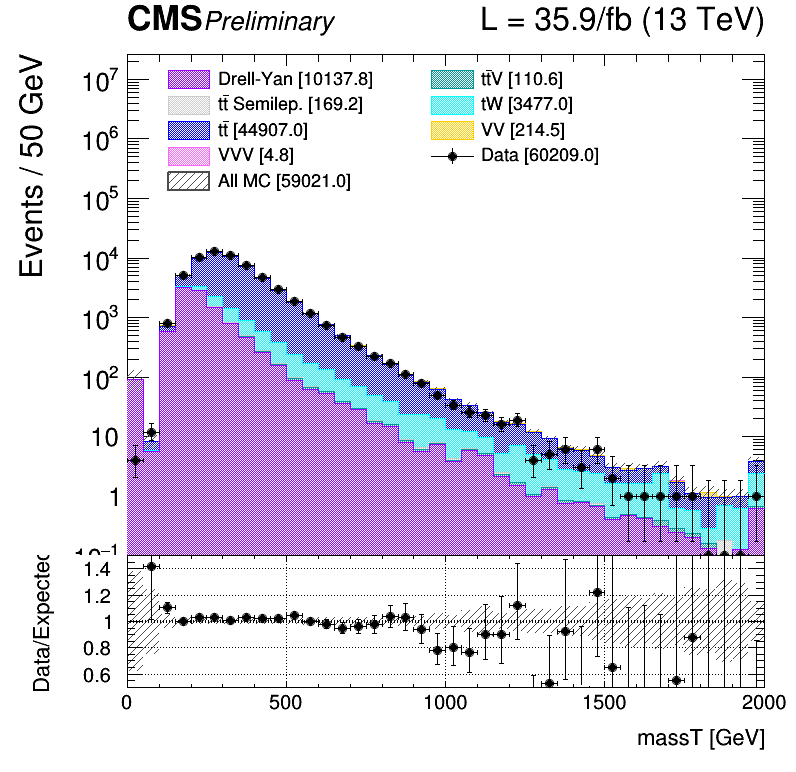 CMS Preliminary L = 35.9/fb (13 TeV)
Events / 50 GeV
10⁷
10⁶
10⁵
10⁴
10³
10²
10
1
10⁻¹
Drell-Yan [10137.8]
tt̄ Semilep. [169.2]
tt̄ [44907.0]
VVV [4.8]
All MC [59021.0]
tt̄V [110.6]
tW [3477.0]
VV [214.5]
Data [60209.0]
Data/Expected
1.4
1.2
1
0.8
0.6
0 500 1000 1500 2000
massT [GeV]